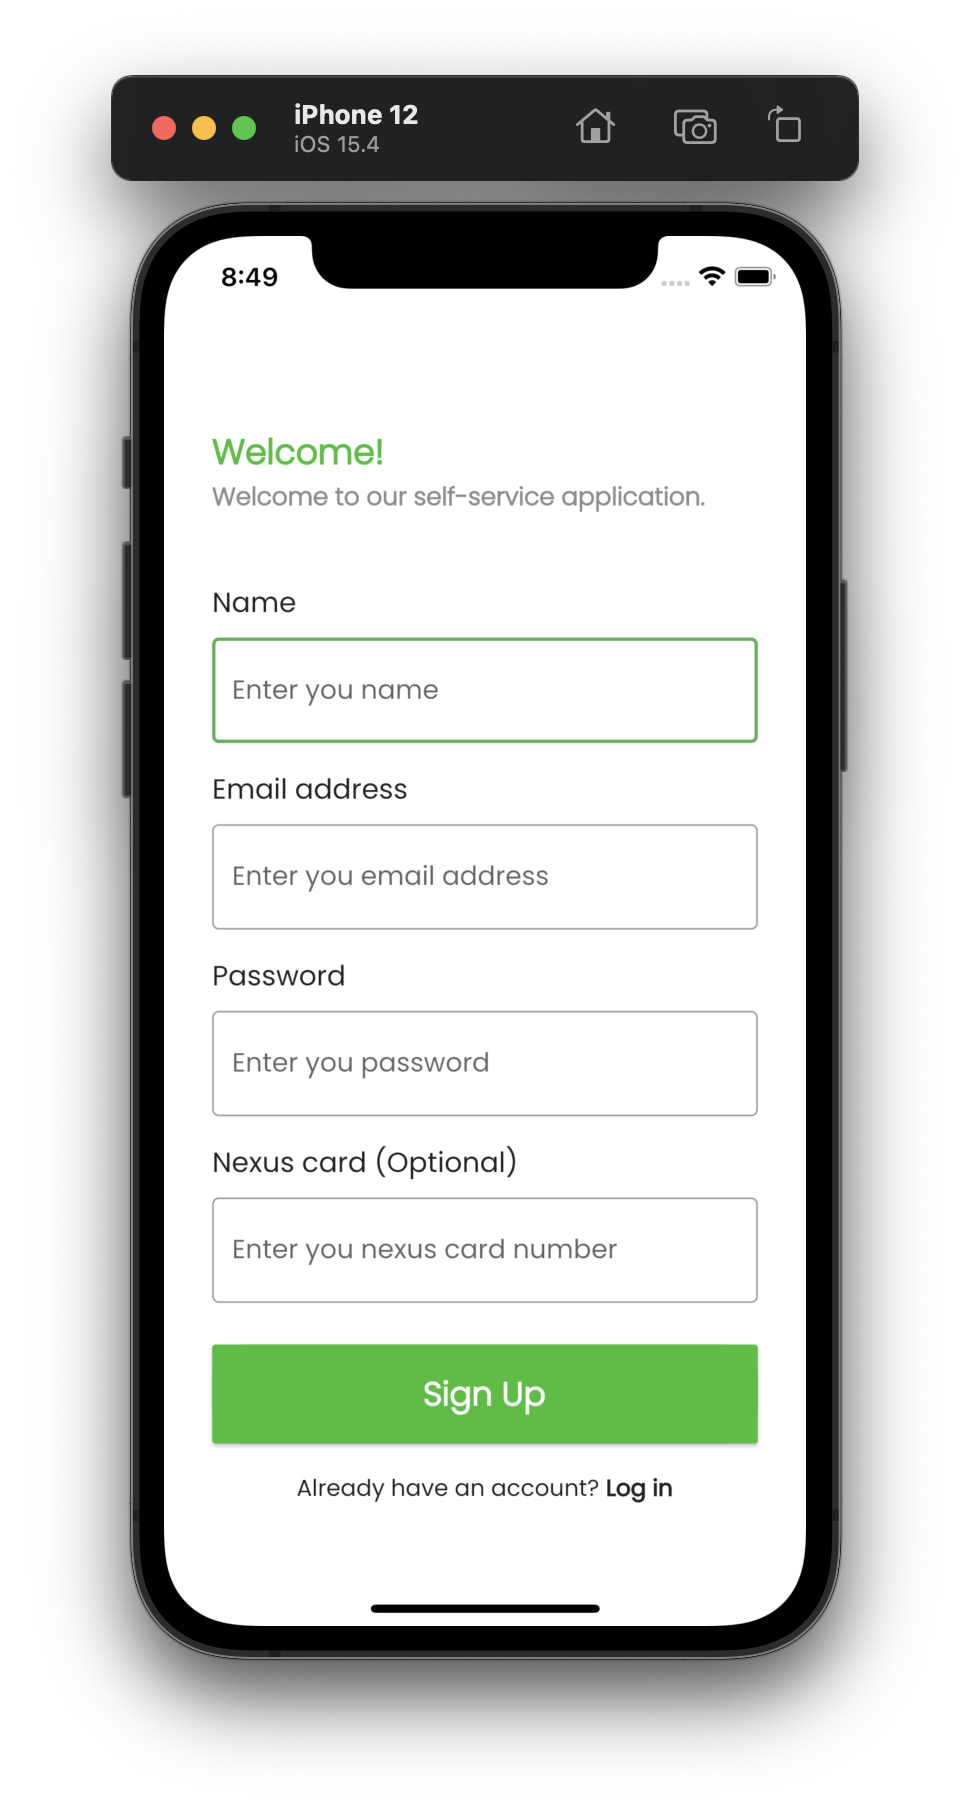 iPhone 12
iOS 15.4
8:49
Welcome!
Welcome to our self-service application.
Name
Enter you name
Email address
Enter you email address
Password
Enter you password
Nexus card (Optional)
Enter you nexus card number
Sign Up
Already have an account? Log in